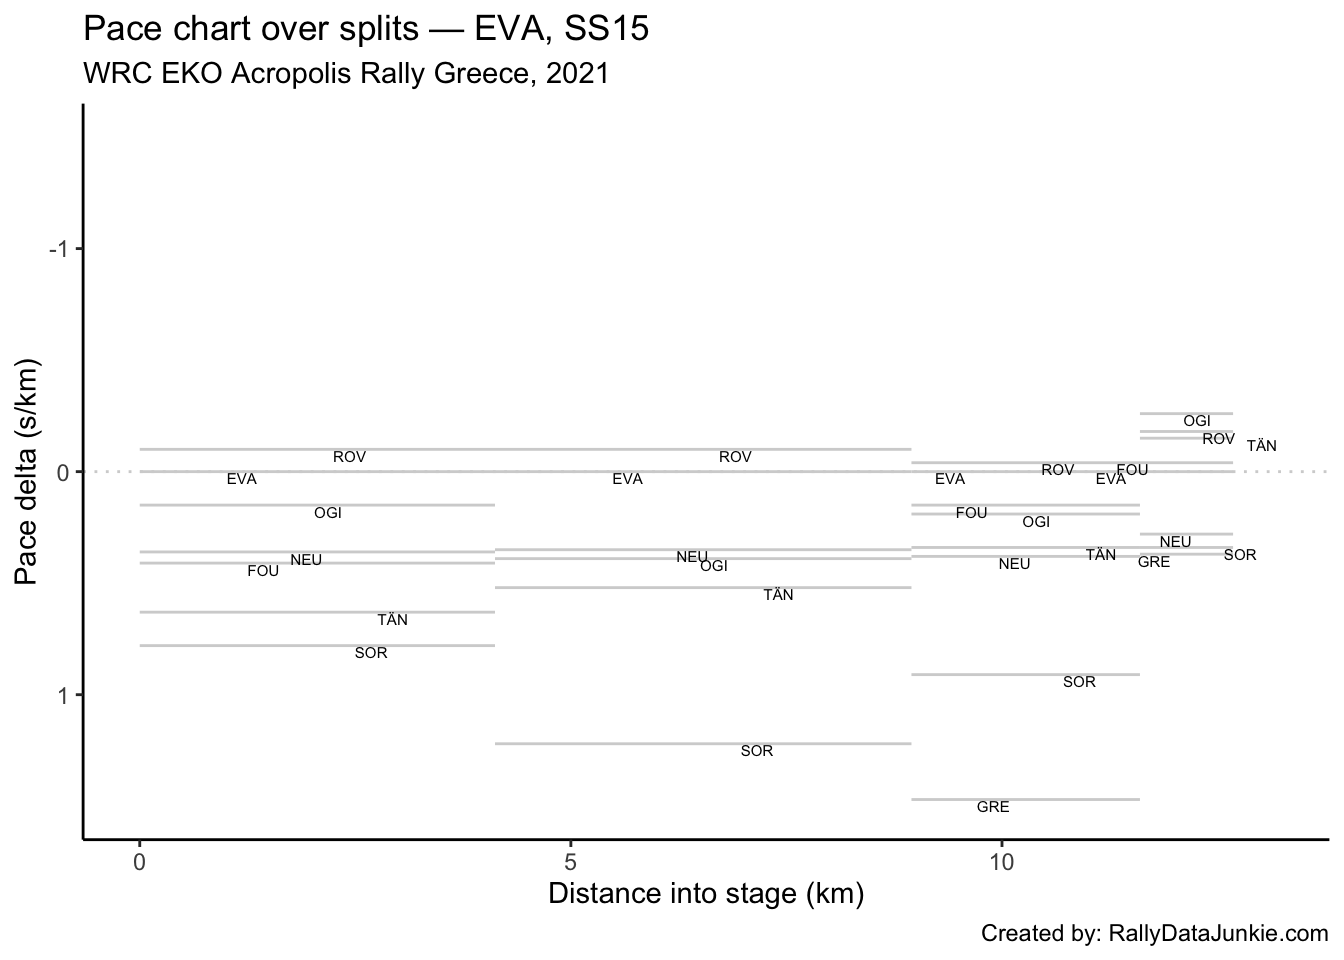 Pace chart over splits — EVA, SS15
WRC EKO Acropolis Rally Greece, 2021
Pace delta (s/km)
-1
0
1
ROV
EVA
OGI
NEU
FOU
TÄN
SOR
ROV
EVA
NEU
OGI
TÄN
SOR
ROV
EVA
FOU
OGI
TÄN
NEU
SOR
GRE
OGI
ROV
TÄN
FOU
EVA
NEU
SOR
GRE
0
5
10
Distance into stage (km)
Created by: RallyDataJunkie.com